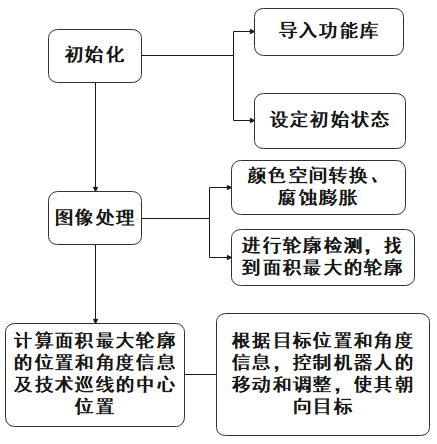 初始化
导入功能库
设定初始状态
图像处理
颜色空间转换、
腐蚀膨胀
进行轮廓检测，找
到面积最大的轮廓
计算面积最大轮廓
的位置和角度信息
及技术巡线的中心
位置
根据目标位置和角度
信息，控制机器人的
移动和调整，使其朝
向目标